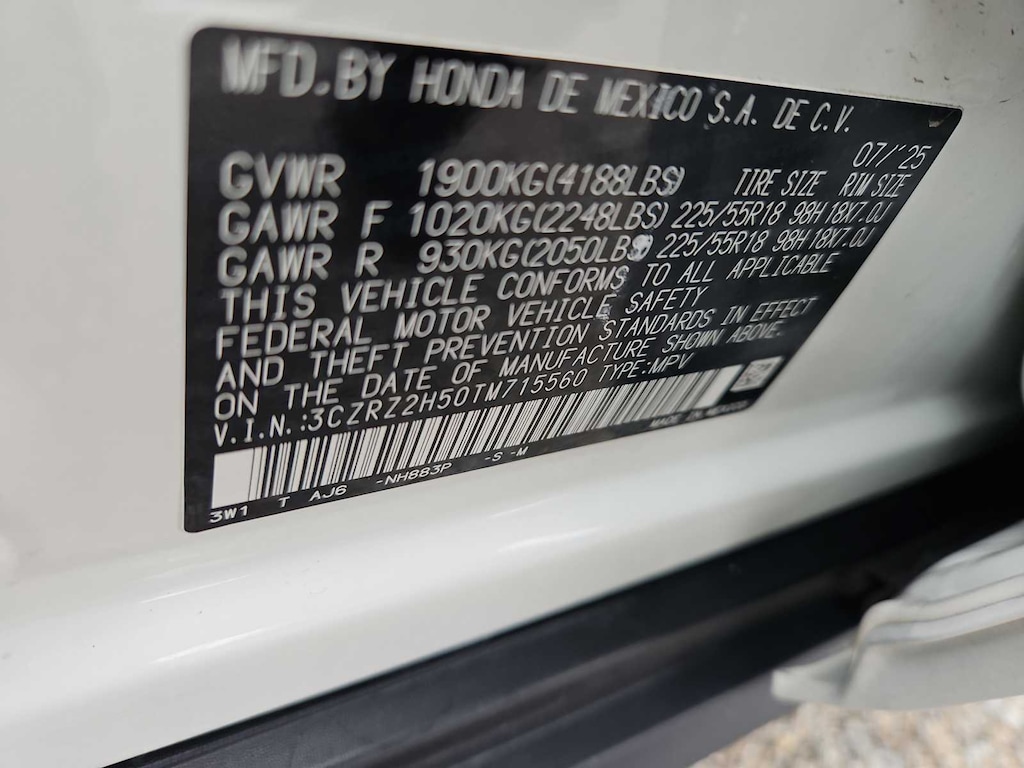 MFD.BY HONDA DE MEXICO S.A. DE C.V.
07/'25
GVWR 1900KG(4188LBS) TIRE SIZE RIM SIZE
GAWR F 1020KG(2248LBS) 225/55R18 98H 18X7.0J
GAWR R 930KG(2050LBS) 225/55R18 98H 18X7.0J
THIS VEHICLE CONFORMS TO ALL APPLICABLE
FEDERAL MOTOR VEHICLE SAFETY
AND THEFT PREVENTION STANDARDS IN EFFECT
ON THE DATE OF MANUFACTURE SHOWN ABOVE.
V.I.N.:3CZRZ2H50TM715560 TYPE:MPV
3W1 T AJ6 -NH883P -S -M MADE IN MEXICO